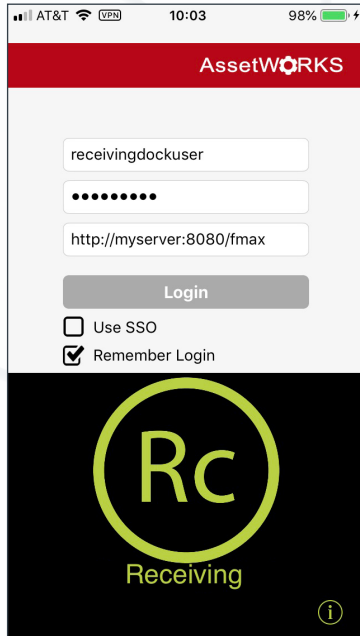 AT&T VPN 10:03 98%
AssetWORKS
receivingdockuser
•••••••••
http://myserver:8080/fmax
Login
Use SSO
Remember Login
Rc
Receiving
i